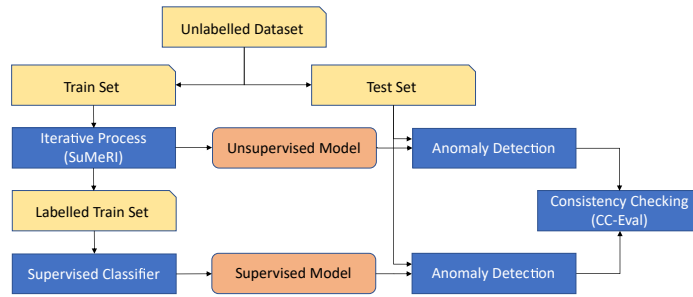 Unlabelled Dataset
Train Set
Test Set
Iterative Process
(SuMeRI)
Unsupervised Model
Anomaly Detection
Labelled Train Set
Consistency Checking
(CC-Eval)
Supervised Classifier
Supervised Model
Anomaly Detection